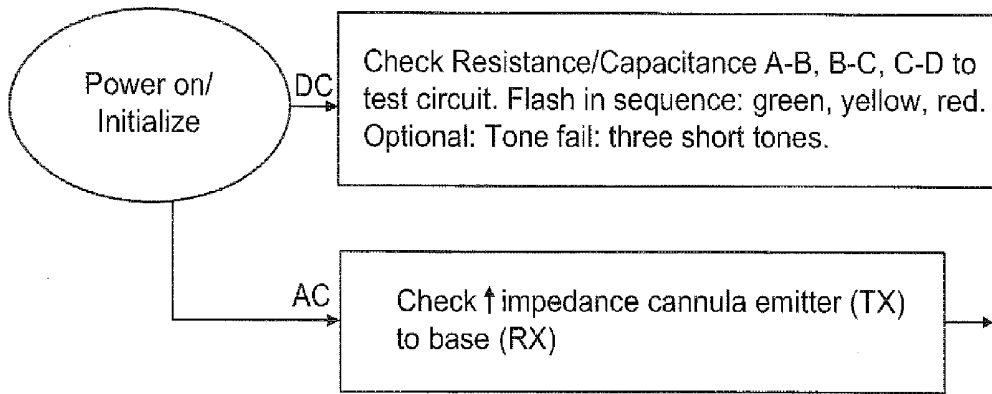 Power on/
Initialize
DC
Check Resistance/Capacitance A-B, B-C, C-D to
test circuit. Flash in sequence: green, yellow, red.
Optional: Tone fail: three short tones.
AC
Check ↑ impedance cannula emitter (TX)
to base (RX)